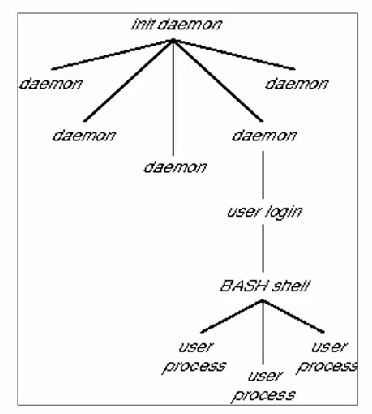 init daemon
daemon
daemon
daemon
daemon
daemon
user login
BASH shell
user
process
user
process
user
process